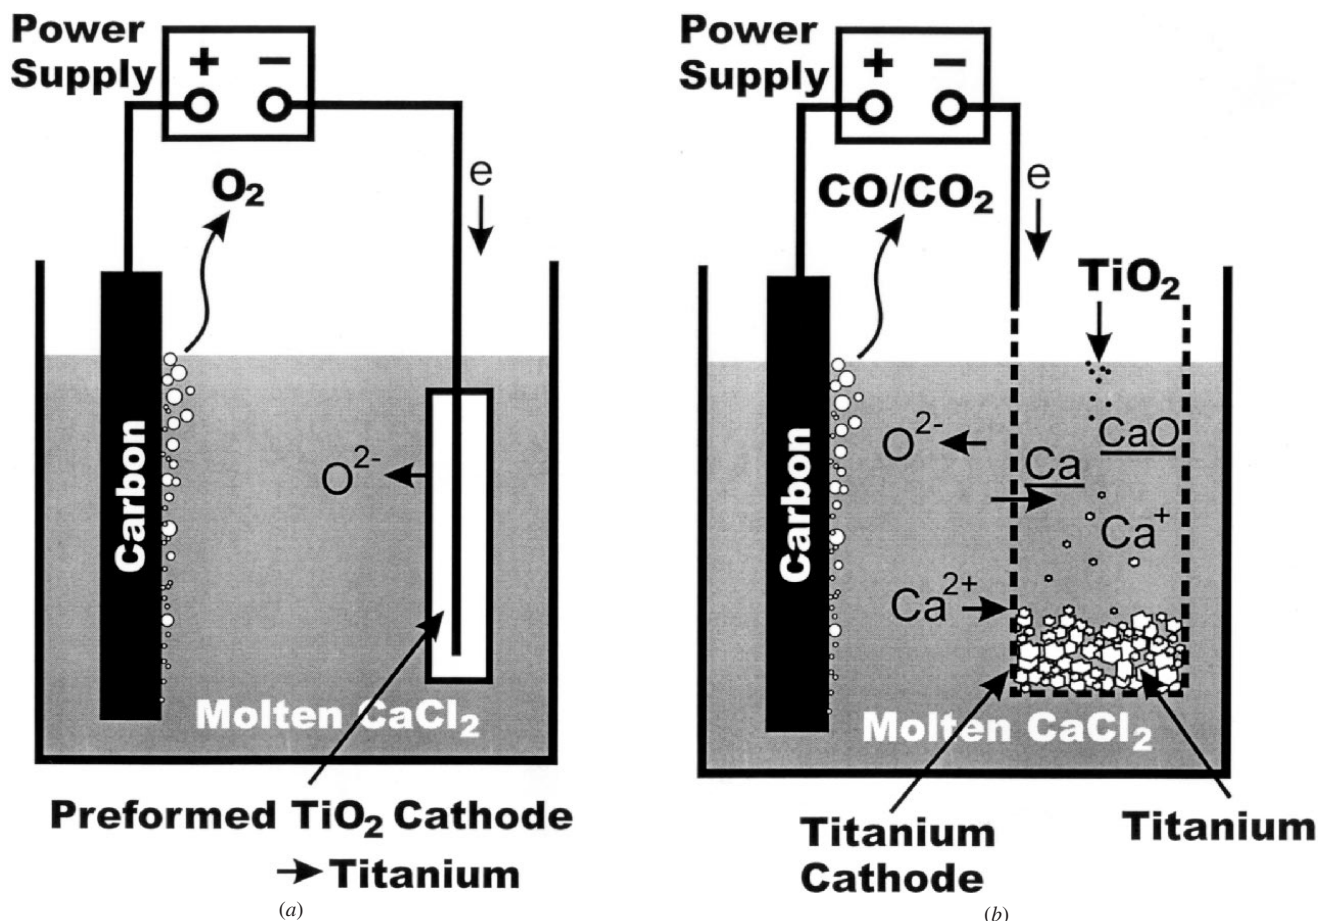 Power
Supply
+ −
O₂
e
Carbon
O²⁻
Molten CaCl₂
Preformed TiO₂ Cathode
→ Titanium
(a)
Power
Supply
+ −
CO/CO₂
e
TiO₂
Carbon
O²⁻
CaO
Ca
Ca⁺
Ca²⁺
Molten CaCl₂
Titanium
Cathode
Titanium
(b)